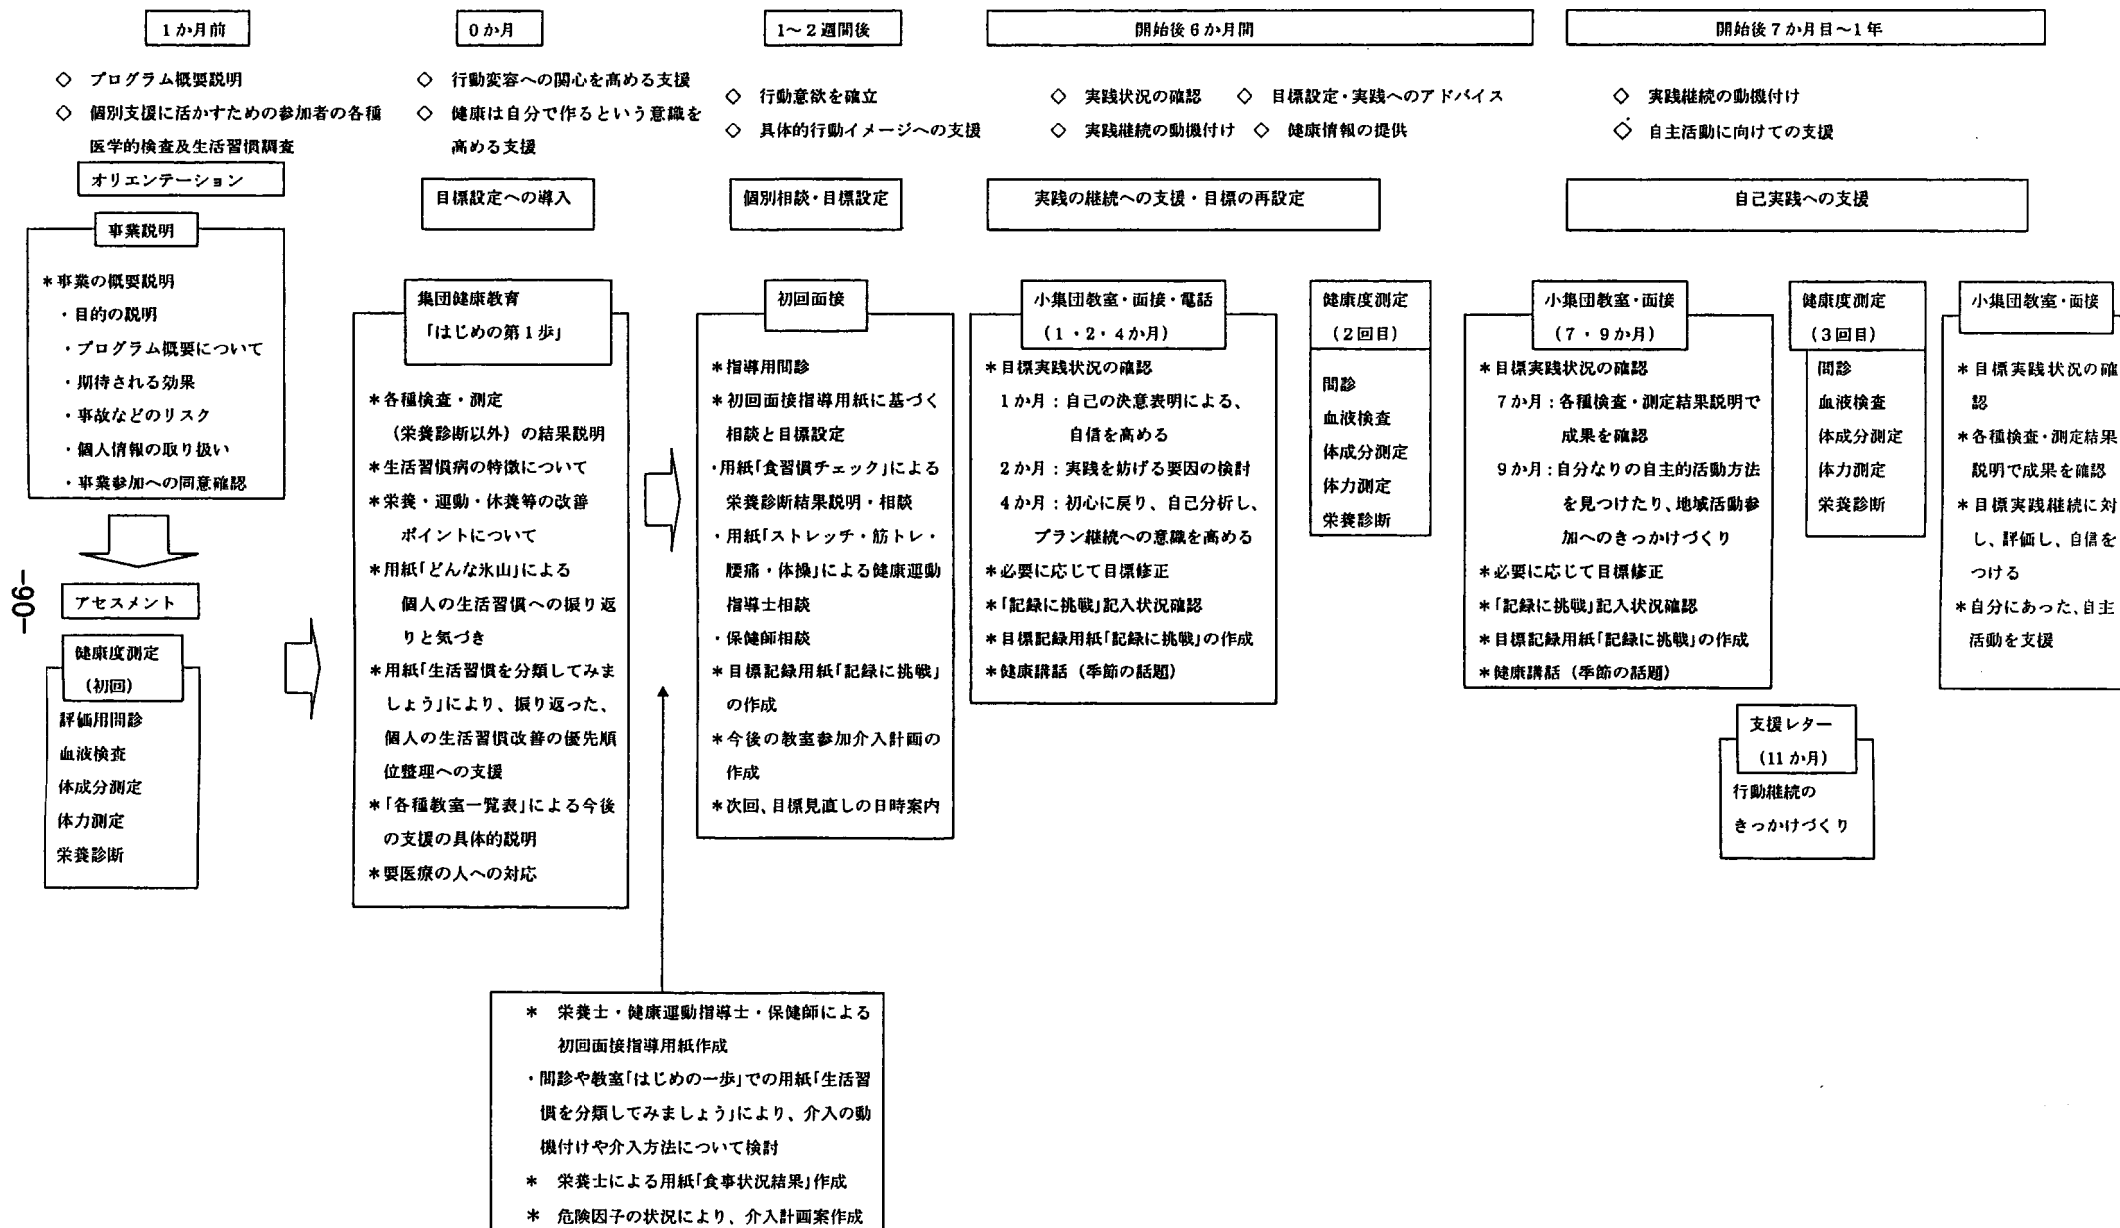 1か月前
0か月
1～2週間後
開始後6か月間
開始後7か月目～1年
◇ プログラム概要説明
◇ 個別支援に活かすための参加者の各種
医学的検査及生活習慣調査
◇ 行動変容への関心を高める支援
◇ 健康は自分で作るという意識を
高める支援
◇ 行動意欲を確立
◇ 具体的行動イメージへの支援
◇ 実践状況の確認 ◇ 目標設定・実践へのアドバイス
◇ 実践継続の動機付け ◇ 健康情報の提供
◇ 実践継続の動機付け
◇ 自主活動に向けての支援
オリエンテーション
目標設定への導入
個別相談・目標設定
実践の継続への支援・目標の再設定
自己実践への支援
事業説明
＊事業の概要説明
・目的の説明
・プログラム概要について
・期待される効果
・事故などのリスク
・個人情報の取り扱い
・事業参加への同意確認
アセスメント
健康度測定
(初回)
評価用問診
血液検査
体成分測定
体力測定
栄養診断
集団健康教育
「はじめの第1歩」
＊各種検査・測定
(栄養診断以外) の結果説明
＊生活習慣病の特徴について
＊栄養・運動・休養等の改善
ポイントについて
＊用紙「どんな氷山」による
個人の生活習慣への振り返
りと気づき
＊用紙「生活習慣を分類してみま
しょう」により、振り返った、
個人の生活習慣改善の優先順
位整理への支援
＊「各種教室一覧表」による今後
の支援の具体的説明
＊要医療の人への対応
初回面接
＊指導用問診
＊初回面接指導用紙に基づく
相談と目標設定
・用紙「食習慣チェック」による
栄養診断結果説明・相談
・用紙「ストレッチ・筋トレ・
腰痛・体操」による健康運動
指導士相談
・保健師相談
＊目標記録用紙「記録に挑戦」
の作成
＊今後の教室参加介入計画の
作成
＊次回、目標見直しの日時案内
小集団教室・面接・電話
(1・2・4か月)
＊目標実践状況の確認
1か月：自己の決意表明による、
自信を高める
2か月：実践を妨げる要因の検討
4か月：初心に戻り、自己分析し、
プラン継続への意識を高める
＊必要に応じて目標修正
＊「記録に挑戦」記入状況確認
＊目標記録用紙「記録に挑戦」の作成
＊健康講話 (季節の話題)
健康度測定
(2回目)
問診
血液検査
体成分測定
体力測定
栄養診断
小集団教室・面接
(7・9か月)
＊目標実践状況の確認
7か月：各種検査・測定結果説明で
成果を確認
9か月：自分なりの自主的活動方法
を見つけたり、地域活動参
加へのきっかけづくり
＊必要に応じて目標修正
＊「記録に挑戦」記入状況確認
＊目標記録用紙「記録に挑戦」の作成
＊健康講話 (季節の話題)
健康度測定
(3回目)
問診
血液検査
体成分測定
体力測定
栄養診断
小集団教室・面接
＊目標実践状況の確
認
＊各種検査・測定結果
説明で成果を確認
＊目標実践継続に対
し、評価し、自信を
つける
＊自分にあった、自主
活動を支援
支援レター
(11か月)
行動継続の
きっかけづくり
＊ 栄養士・健康運動指導士・保健師による
初回面接指導用紙作成
・問診や教室「はじめの一歩」での用紙「生活習
慣を分類してみましょう」により、介入の動
機付けや介入方法について検討
＊ 栄養士による用紙「食事状況結果」作成
＊ 危険因子の状況により、介入計画案作成
-90-